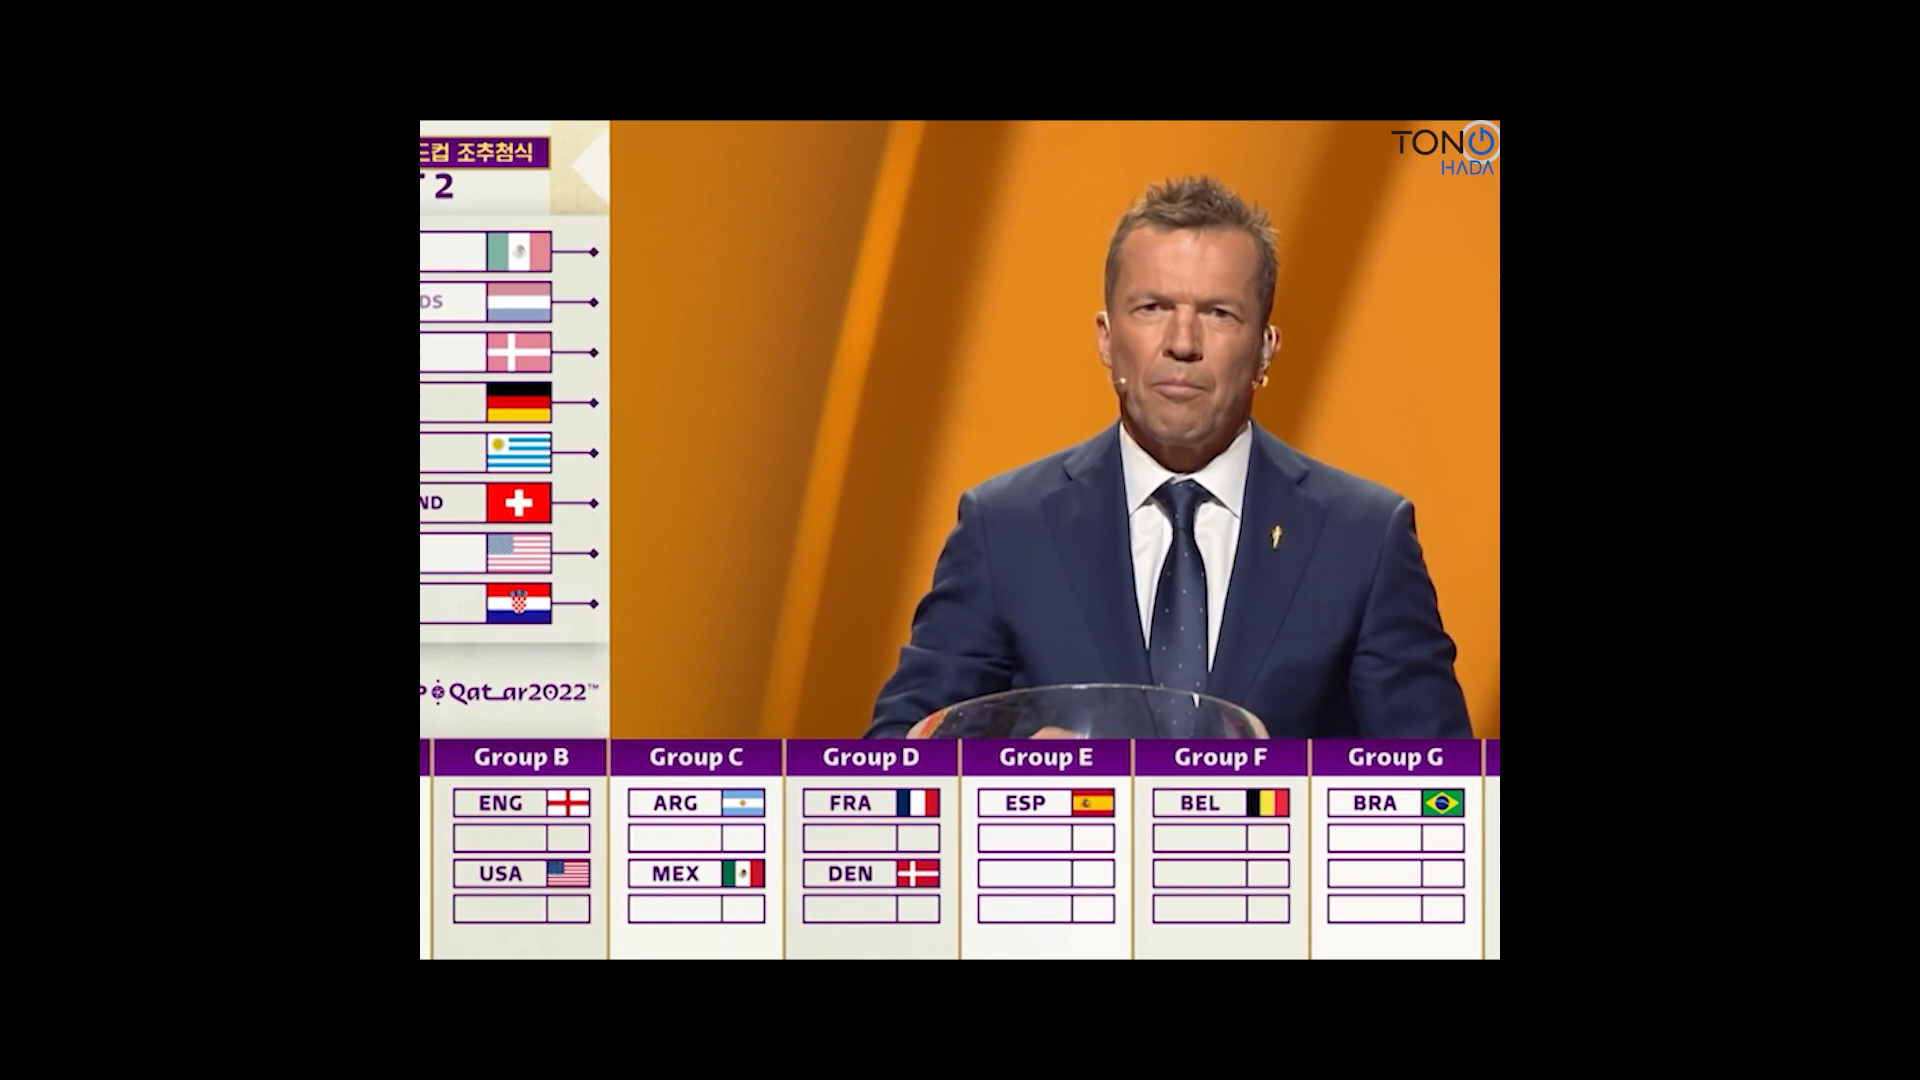 TONO
HADA
드컵 조추첨식
T 2
DS
ND
P Qatar2022™
Group B
Group C
Group D
Group E
Group F
Group G
ENG
ARG
FRA
ESP
BEL
BRA
USA
MEX
DEN